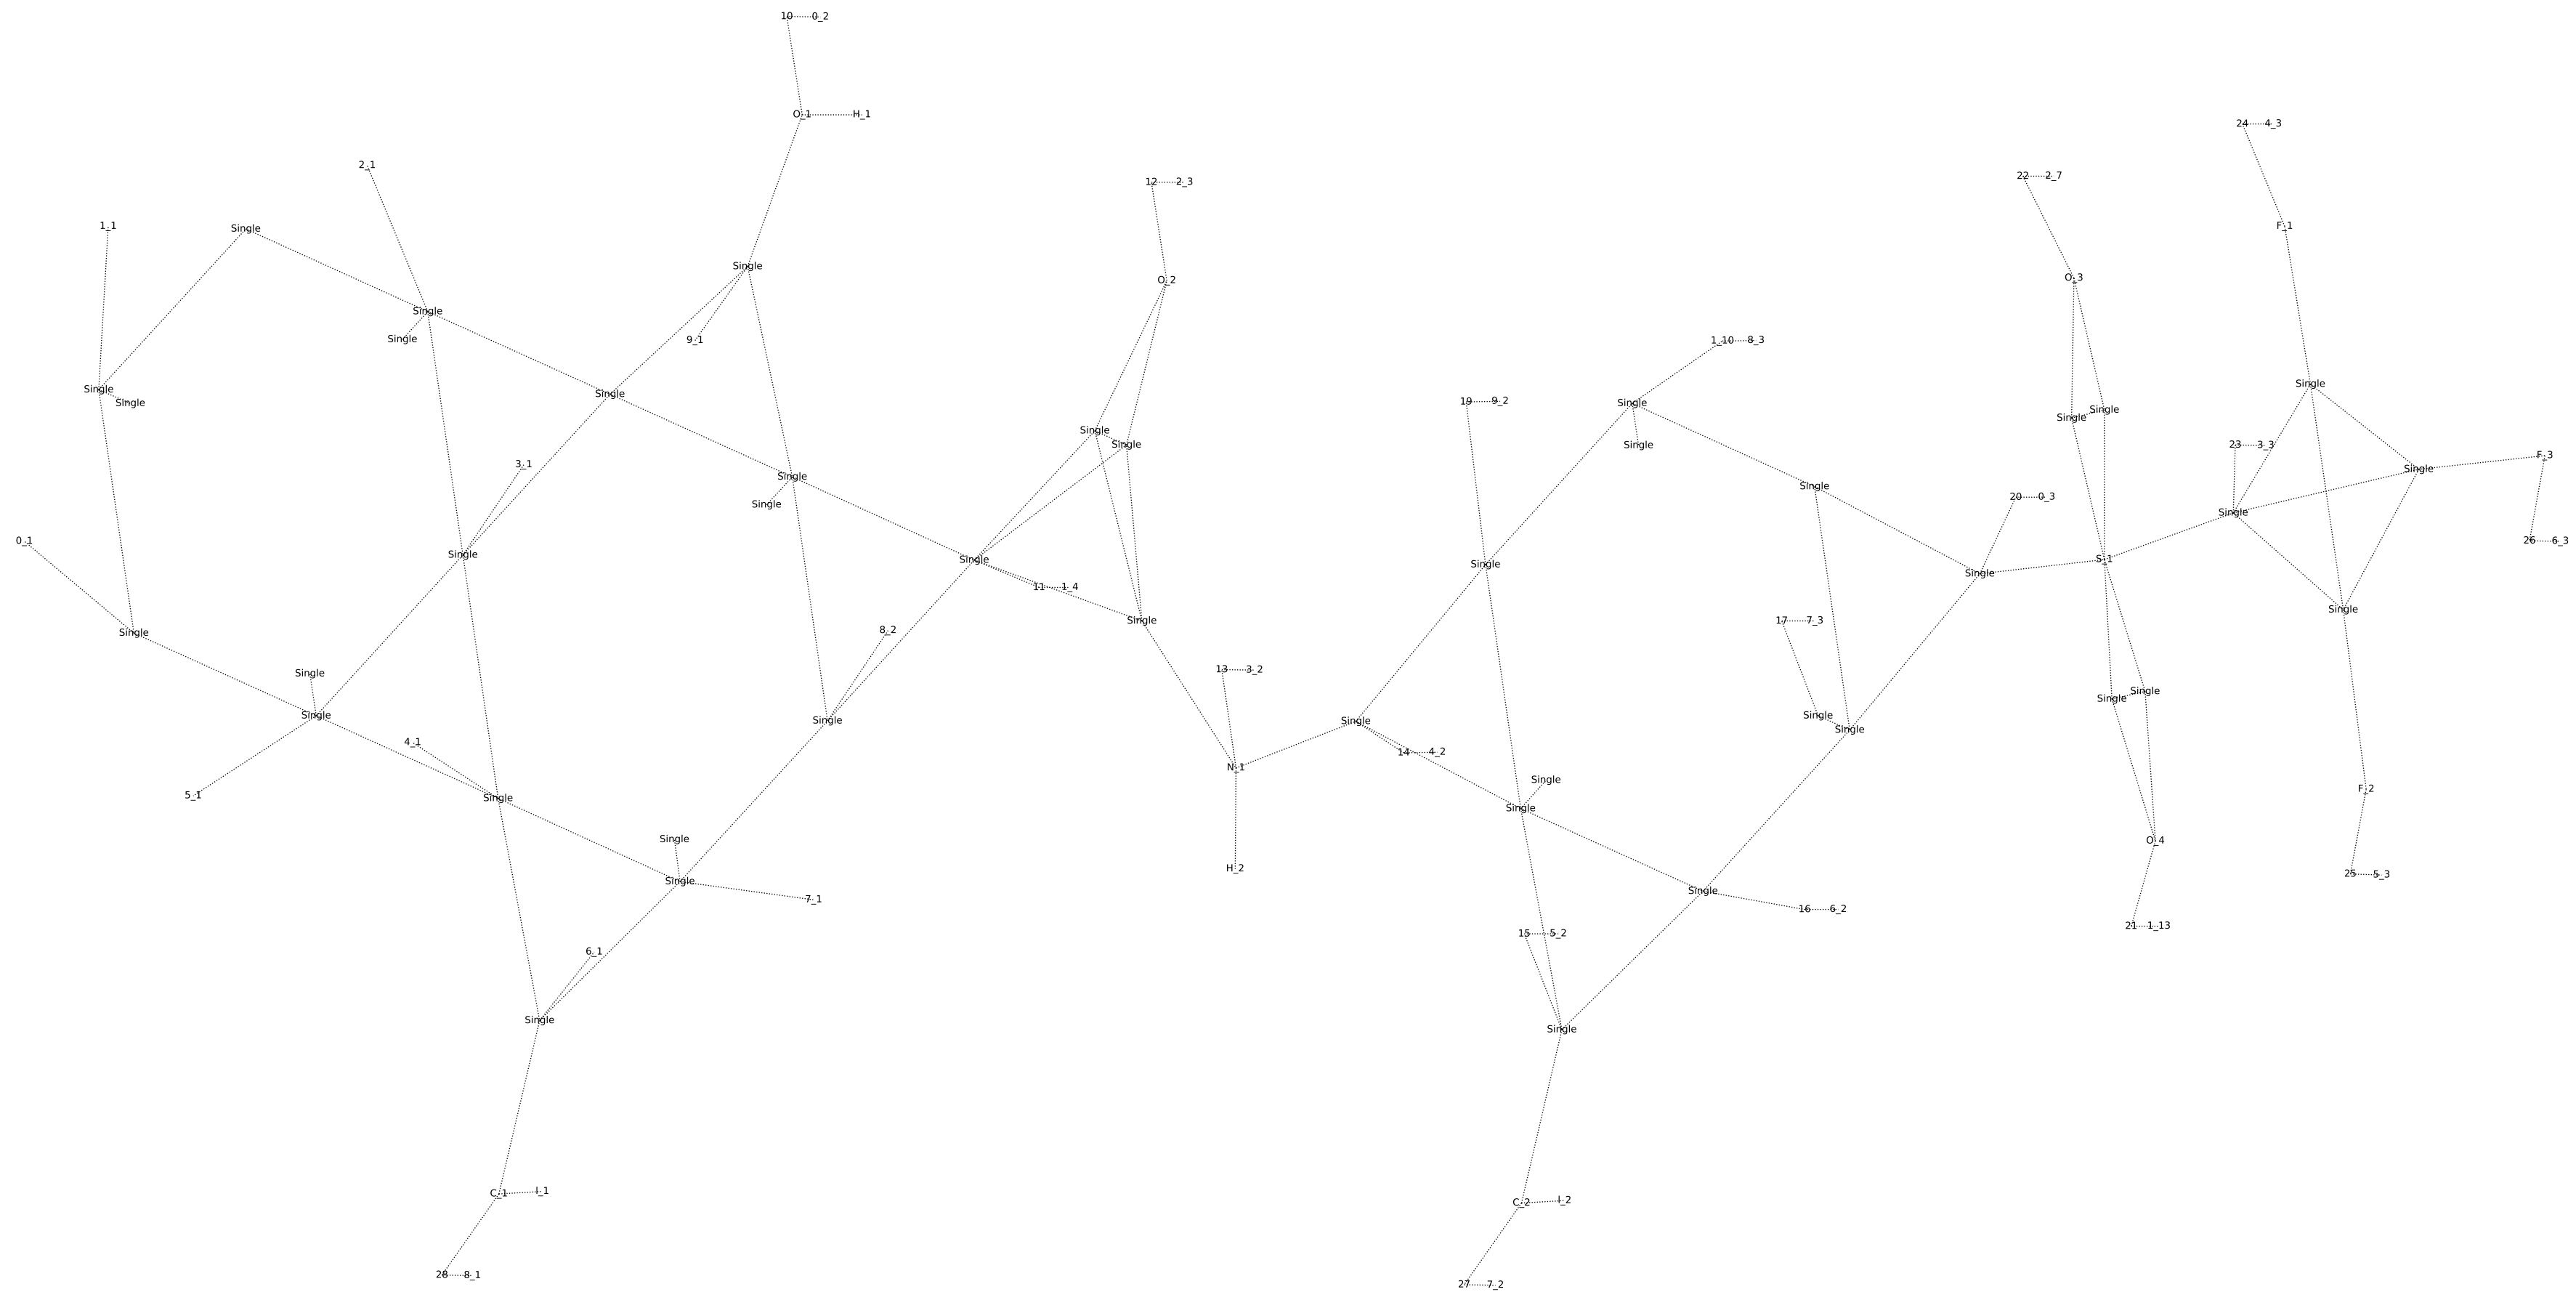 10 0_2
O_1 H_1
24 4_3
2_1
22 2_7
12 2_3
1_1
F_1
Single
Single
O_3
O_2
Single
Single
9_1
1_10 8_3
Single
Single
Single
19 9_2
Single
Single
Single
Single
Single
Single
23 3_3
Single
Single
F_3
3_1
Single
Single
Single
Single
20 0_3
Single
Single
26 6_3
0_1
Single
Single
S_1
Single
Single
11 1_4
Single
Single
17 7_3
8_2
Single
13 3_2
Single
Single
Single
Single
Single
Single
Single
Single
Single
4_1
14 4_2
N_1
Single
F_2
5_1
Single
Single
Single
O_4
H_2
25 5_3
Single
Single
7_1
16 6_2
21 1_13
15 5_2
6_1
Single
Single
C_1 I_1
C_2 I_2
28 8_1
27 7_2